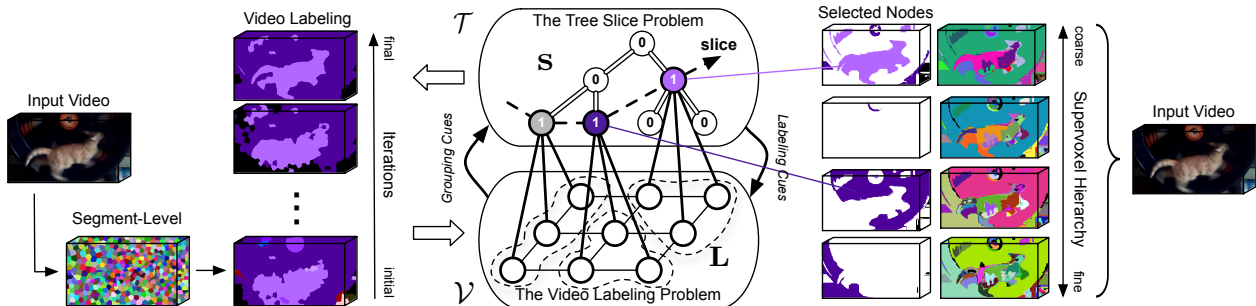 Video Labeling
final
Iterations
initial
Input Video
Segment-Level
𝒯
The Tree Slice Problem
S
slice
0
0
1
1
1
0
0
Grouping Cues
Labeling Cues
L
𝒱
The Video Labeling Problem
Selected Nodes
coarse
Supervoxel Hierarchy
fine
Input Video